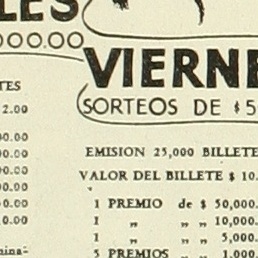 LES
000.00
VIERNE
SORTEOS DE $5
TES
2.00
00.00
00.00
00.00
00.00
00.00
0.00
EMISION 25,000 BILLETE
VALOR DEL BILLETE $ 10.
1 PREMIO de $ 50,000.
1 „ „ „ 10,000.
1 „ „ „ 5,000.
5 PREMIOS „ „ 1,000.